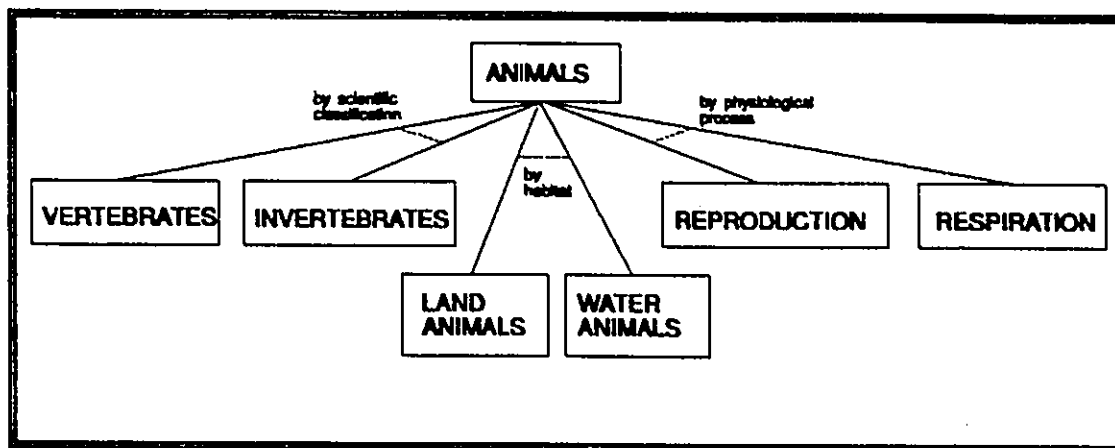 ANIMALS
by scientific
classification
by physiological
process
by
habitat
VERTEBRATES
INVERTEBRATES
REPRODUCTION
RESPIRATION
LAND
ANIMALS
WATER
ANIMALS